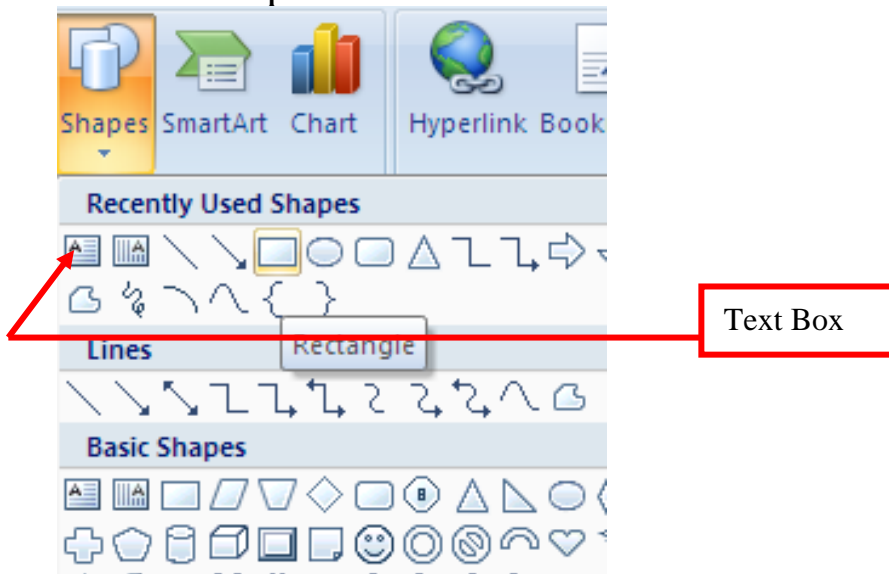 Shapes SmartArt Chart Hyperlink Book
Recently Used Shapes
Text Box
Rectangle
Lines
Basic Shapes